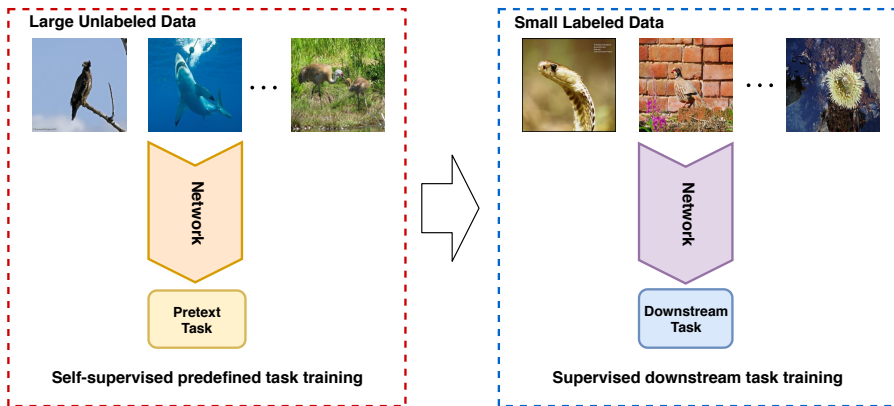 Large Unlabeled Data
Network
Pretext
Task
Self-supervised predefined task training
Small Labeled Data
Network
Downstream
Task
Supervised downstream task training